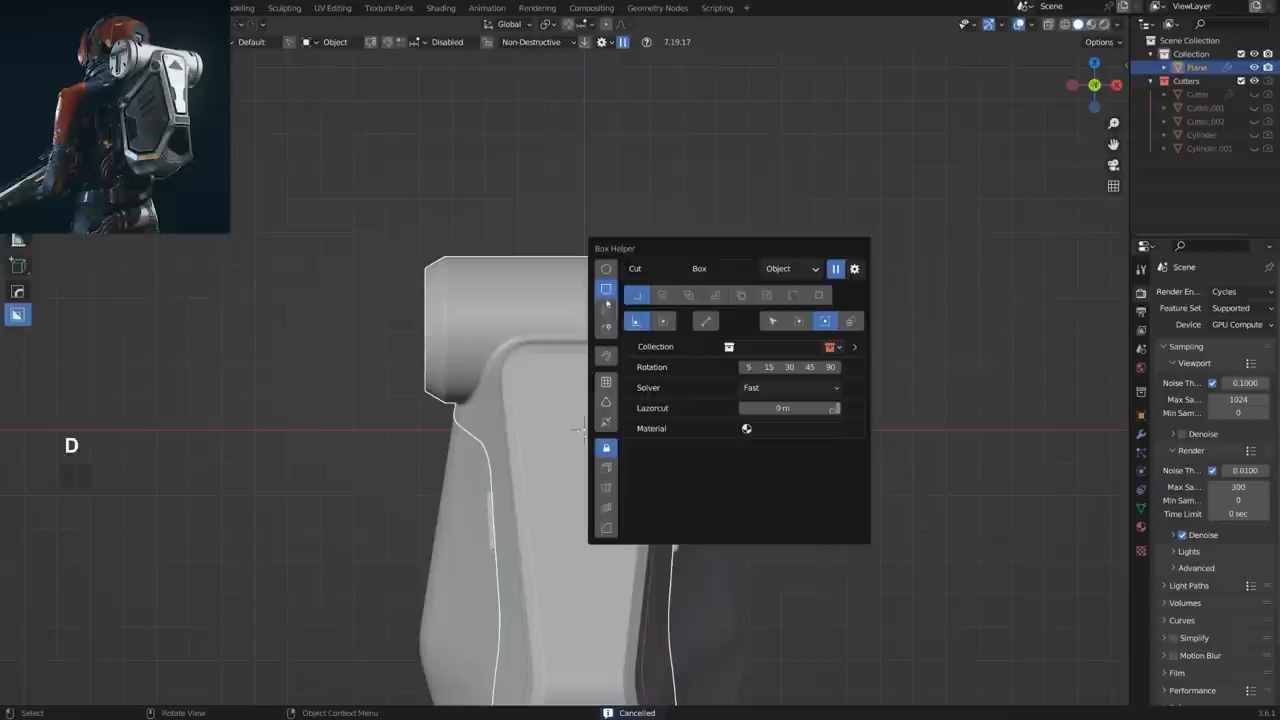 deling Sculpting UV Editing Texture Paint Shading Animation Rendering Compositing Geometry Nodes Scripting + Scene ViewLayer
Global
Default Object Disabled Non-Destructive 7.19.17 Options
Scene Collection
Collection
Plane
Cutters
Cutter
Cutter.001
Cutter.002
Cylinder
Cylinder.001
Z
Y
X
Box Helper
Cut Box Object
Collection
Rotation 5 15 30 45 90
Solver Fast
Lazorcut 0 m
Material
D
Scene
Render En... Cycles
Feature Set Supported
Device GPU Compute
Sampling
Viewport
Noise Th... 0.1000
Max Sa... 1024
Min Sam... 0
Denoise
Render
Noise Th... 0.0100
Max Sa... 300
Min Sam... 0
Time Limit 0 sec
Denoise
Lights
Advanced
Light Paths
Volumes
Curves
Simplify
Motion Blur
Film
Performance
Select Rotate View Object Context Menu Cancelled 3.6.1